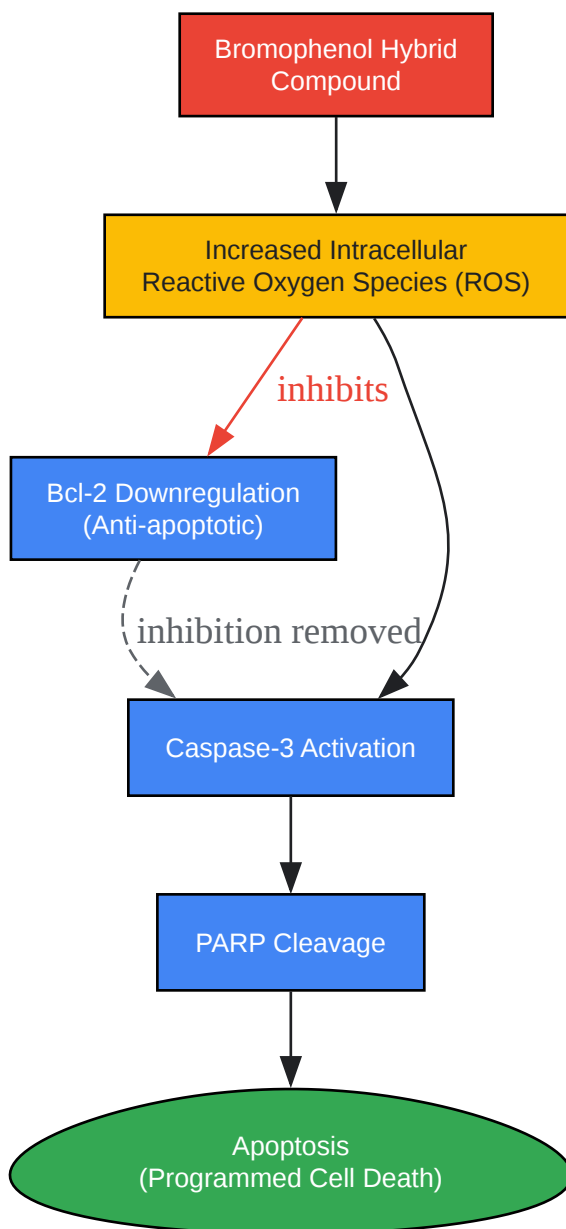 Bromophenol Hybrid
Compound
Increased Intracellular
Reactive Oxygen Species (ROS)
inhibits
Bcl-2 Downregulation
(Anti-apoptotic)
inhibition removed
Caspase-3 Activation
PARP Cleavage
Apoptosis
(Programmed Cell Death)